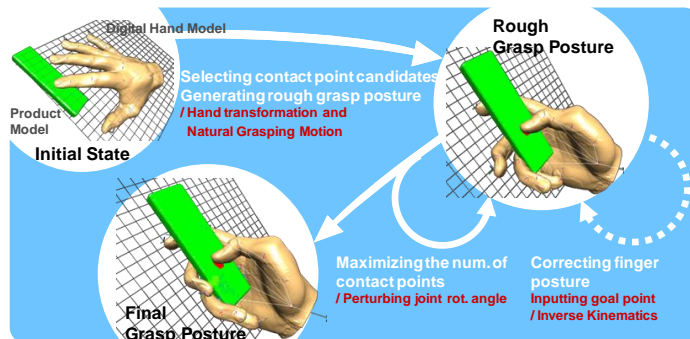 Digital Hand Model
Product
Model
Initial State
Selecting contact point candidates
Generating rough grasp posture
/ Hand transformation and
Natural Grasping Motion
Rough
Grasp Posture
Maximizing the num. of
contact points
/ Perturbing joint rot. angle
Correcting finger
posture
Inputting goal point
/ Inverse Kinematics
Final
Grasp Posture